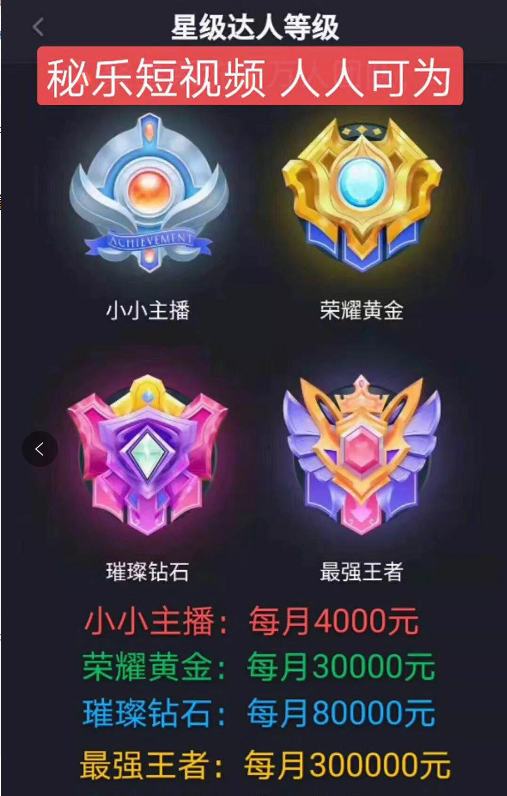 星级达人等级
秘乐短视频 人人可为
ACHIEVEMENT
小小主播
荣耀黄金
璀璨钻石
最强王者
小小主播：每月4000元
荣耀黄金：每月30000元
璀璨钻石：每月80000元
最强王者：每月300000元